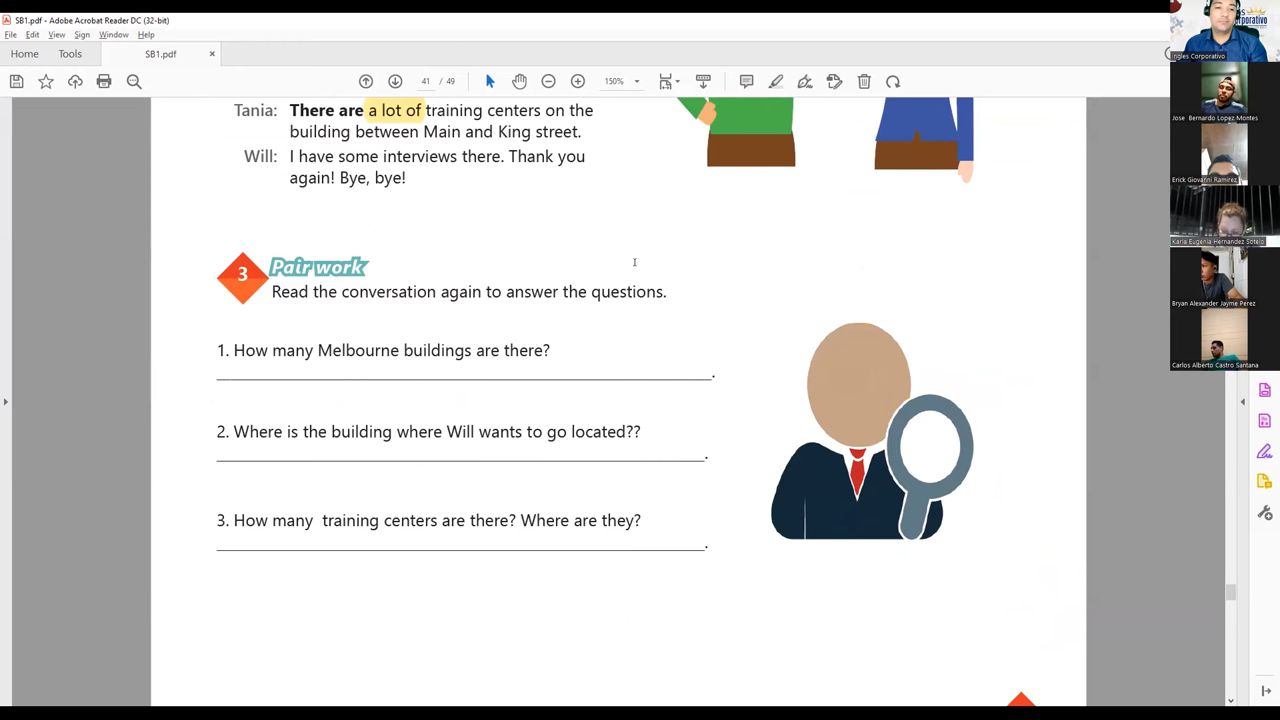 SB1.pdf - Adobe Acrobat Reader DC (32-bit)
File Edit View Sign Window Help
Home Tools SB1.pdf ×
41 / 49 150%
Tania: There are a lot of training centers on the
building between Main and King street.
Will: I have some interviews there. Thank you
again! Bye, bye!
3 Pair work
Read the conversation again to answer the questions.
1. How many Melbourne buildings are there?
2. Where is the building where Will wants to go located??
3. How many training centers are there? Where are they?
Ingles Corporativo
Jose Bernardo Lopez Montes
Erick Giovanni Ramirez
Karla Eugenia Hernandez Sotelo
Bryan Alexander Jayme Perez
Carlos Alberto Castro Santana